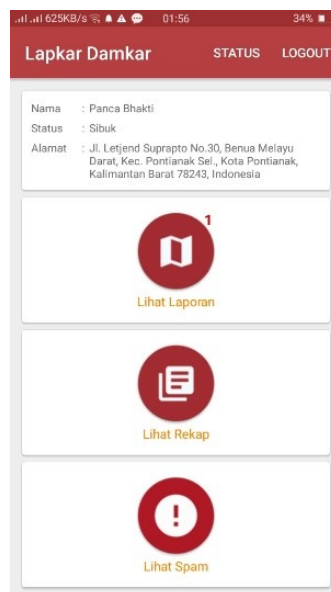 625KB/s 01:56 34%
Lapkar Damkar STATUS LOGOUT
Nama : Panca Bhakti
Status : Sibuk
Alamat : Jl. Letjend Suprapto No.30, Benua Melayu
Darat, Kec. Pontianak Sel., Kota Pontianak,
Kalimantan Barat 78243, Indonesia
1
Lihat Laporan
Lihat Rekap
Lihat Spam